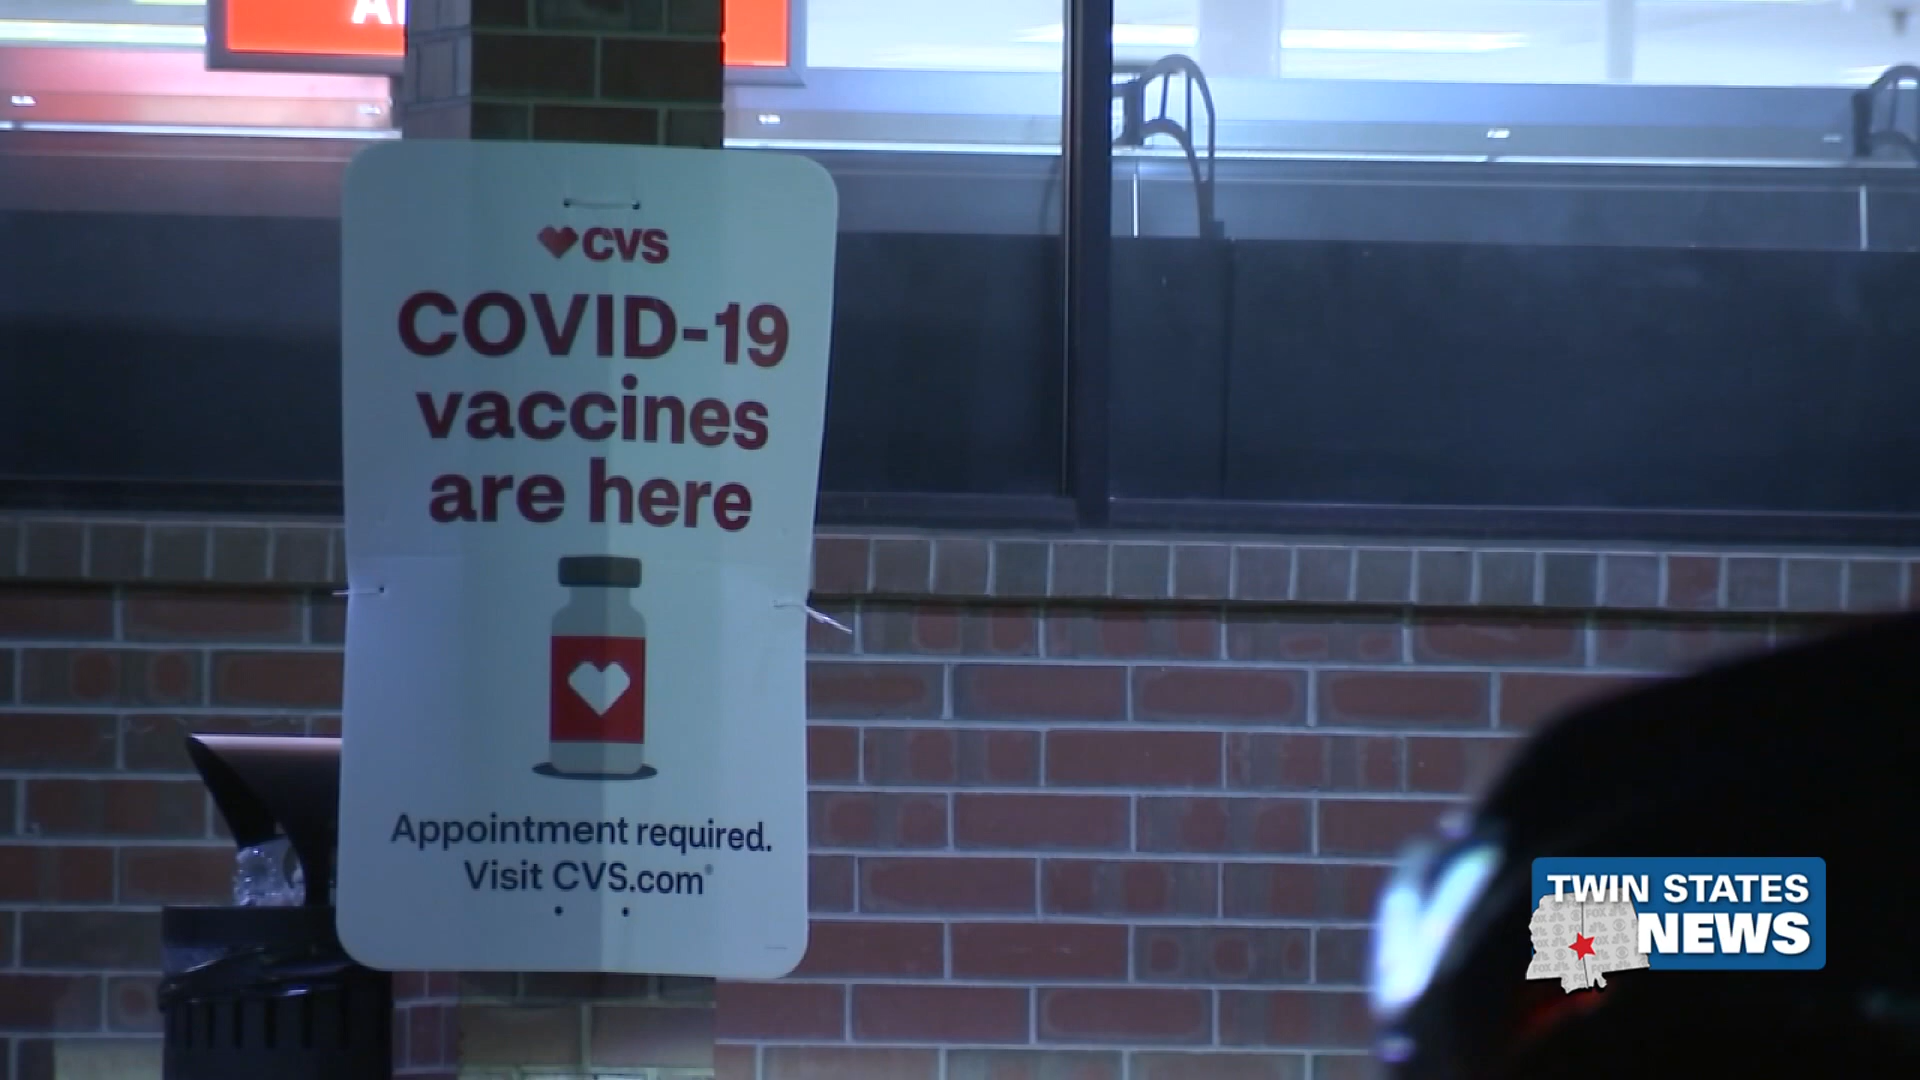 CVS
COVID-19
vaccines
are here
Appointment required.
Visit CVS.com®
TWIN STATES
NEWS